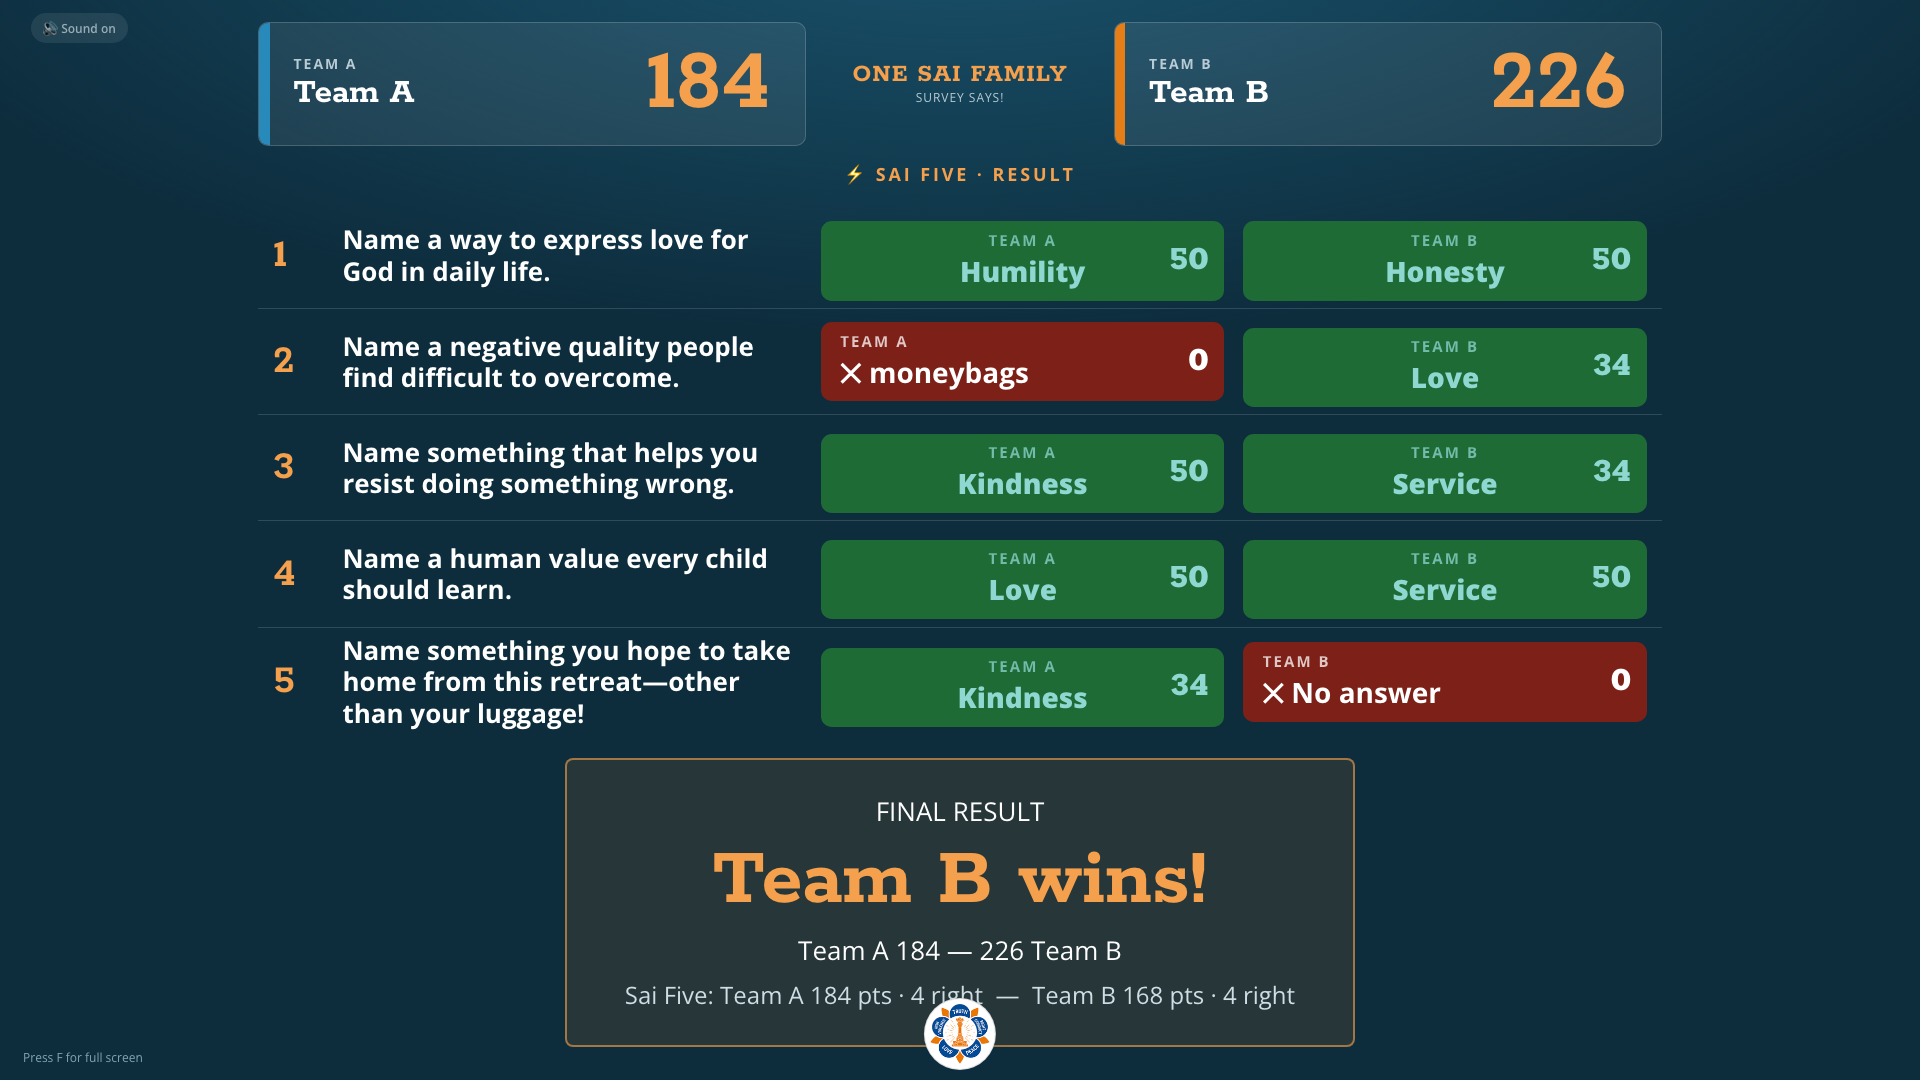 Sound on
TEAM A
Team A
184
ONE SAI FAMILY
SURVEY SAYS!
TEAM B
Team B
226
⚡ SAI FIVE · RESULT
1
Name a way to express love for
God in daily life.
TEAM A
Humility
50
TEAM B
Honesty
50
2
Name a negative quality people
find difficult to overcome.
TEAM A
✕ moneybags
0
TEAM B
Love
34
3
Name something that helps you
resist doing something wrong.
TEAM A
Kindness
50
TEAM B
Service
34
4
Name a human value every child
should learn.
TEAM A
Love
50
TEAM B
Service
50
5
Name something you hope to take
home from this retreat—other
than your luggage!
TEAM A
Kindness
34
TEAM B
✕ No answer
0
FINAL RESULT
Team B wins!
Team A 184 — 226 Team B
Sai Five: Team A 184 pts · 4 right — Team B 168 pts · 4 right
TRUTH
LOVE
PEACE
Press F for full screen